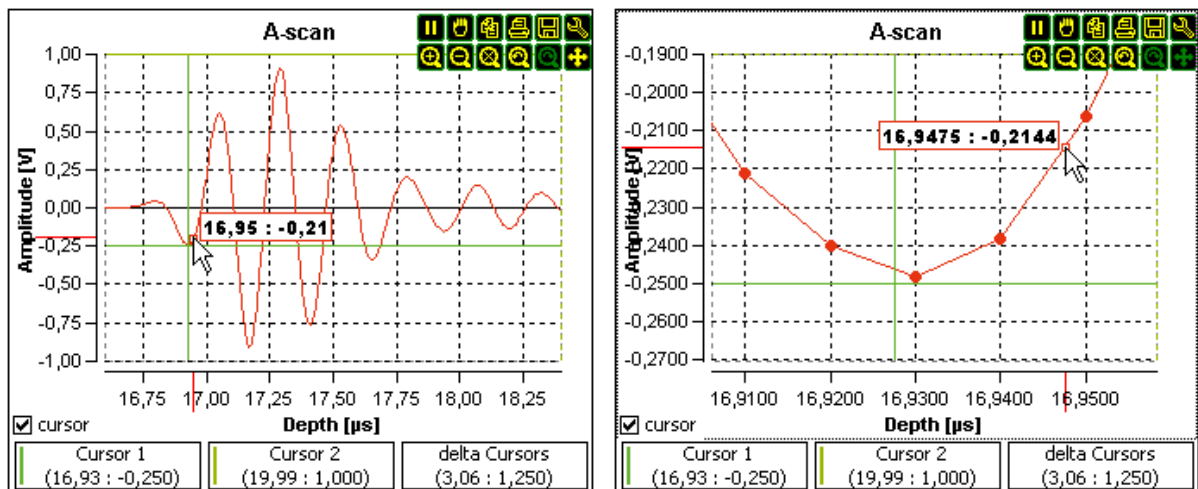 A-scan
1,00
0,75
0,50
0,25
0,00
-0,25
-0,50
-0,75
-1,00
Amplitude [V]
16,95 : -0,21
16,75 17,00 17,25 17,50 17,75 18,00 18,25
Depth [µs]
cursor
Cursor 1
(16,93 : -0,250)
Cursor 2
(19,99 : 1,000)
delta Cursors
(3,06 : 1,250)
A-scan
-0,1900
-0,2000
-0,2100
-0,2200
-0,2300
-0,2400
-0,2500
-0,2600
-0,2700
Amplitude [V]
16,9475 : -0,2144
16,9100 16,9200 16,9300 16,9400 16,9500
Depth [µs]
cursor
Cursor 1
(16,93 : -0,250)
Cursor 2
(19,99 : 1,000)
delta Cursors
(3,06 : 1,250)